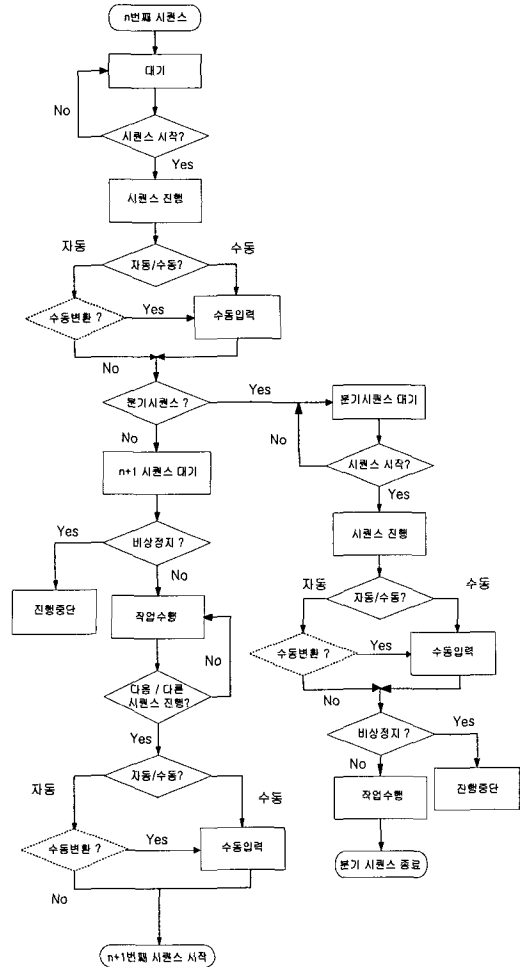 n번째 시퀀스
대기
No
시퀀스 시작?
Yes
시퀀스 진행
자동
수동
자동/수동?
수동변환 ?
Yes
수동입력
No
분기시퀀스 ?
Yes
No
n+1 시퀀스 대기
비상정지 ?
Yes
No
진행중단
작업수행
No
다음 / 다른
시퀀스 진행?
Yes
자동/수동?
자동
수동
수동변환 ?
Yes
수동입력
No
n+1번째 시퀀스 시작
분기시퀀스 대기
No
시퀀스 시작?
Yes
시퀀스 진행
자동
수동
자동/수동?
수동변환 ?
Yes
수동입력
No
비상정지 ?
Yes
No
작업수행
진행중단
분기 시퀀스 종료